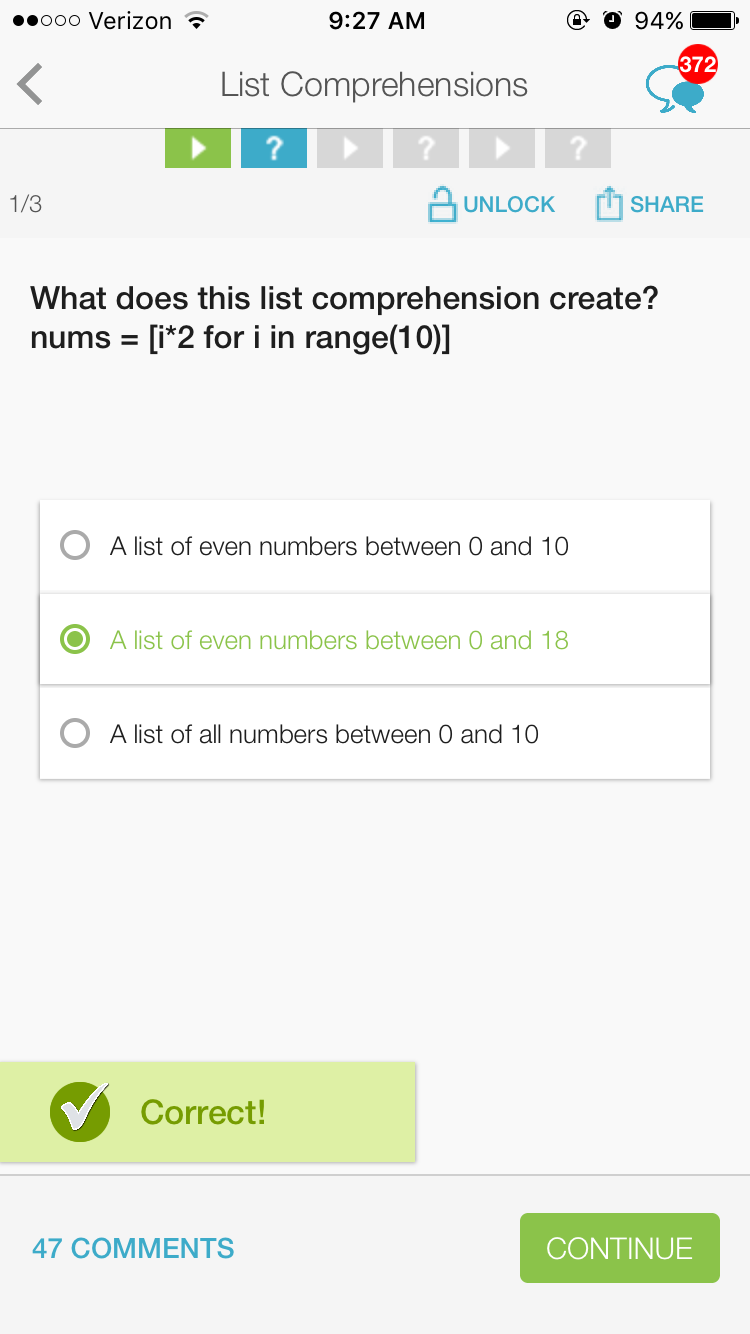 Verizon 9:27 AM 94%
List Comprehensions 372
? ? ?
1/3 UNLOCK SHARE
What does this list comprehension create?
nums = [i*2 for i in range(10)]
A list of even numbers between 0 and 10
A list of even numbers between 0 and 18
A list of all numbers between 0 and 10
Correct!
47 COMMENTS CONTINUE